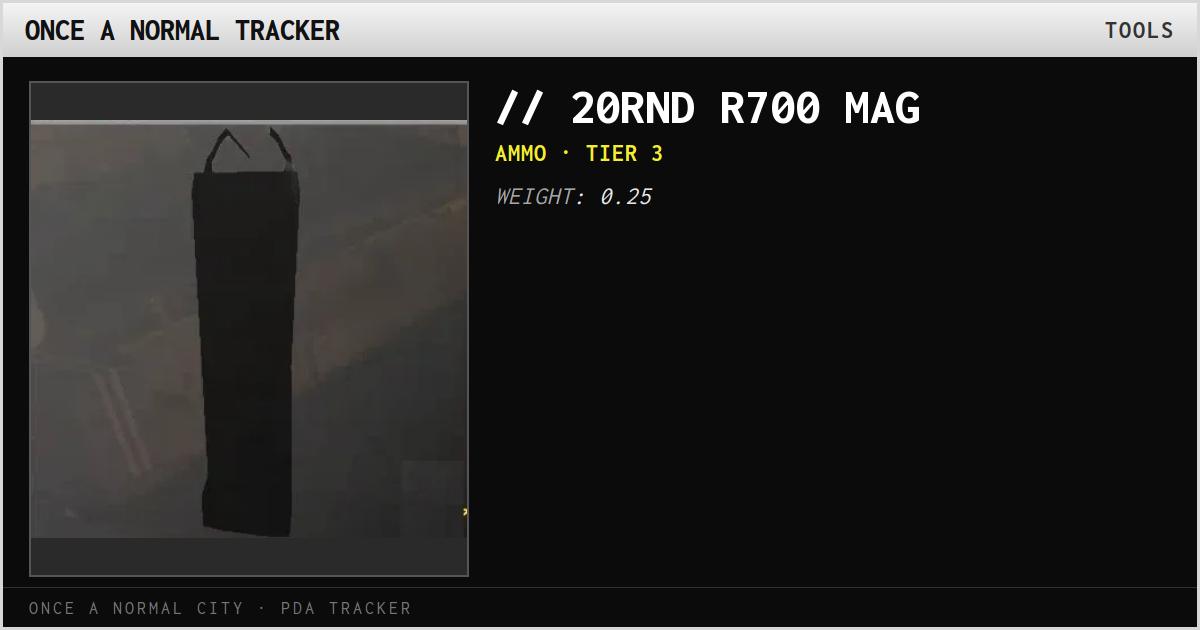 ONCE A NORMAL TRACKER
TOOLS
// 20RND R700 MAG
AMMO · TIER 3
WEIGHT: 0.25
ONCE A NORMAL CITY · PDA TRACKER